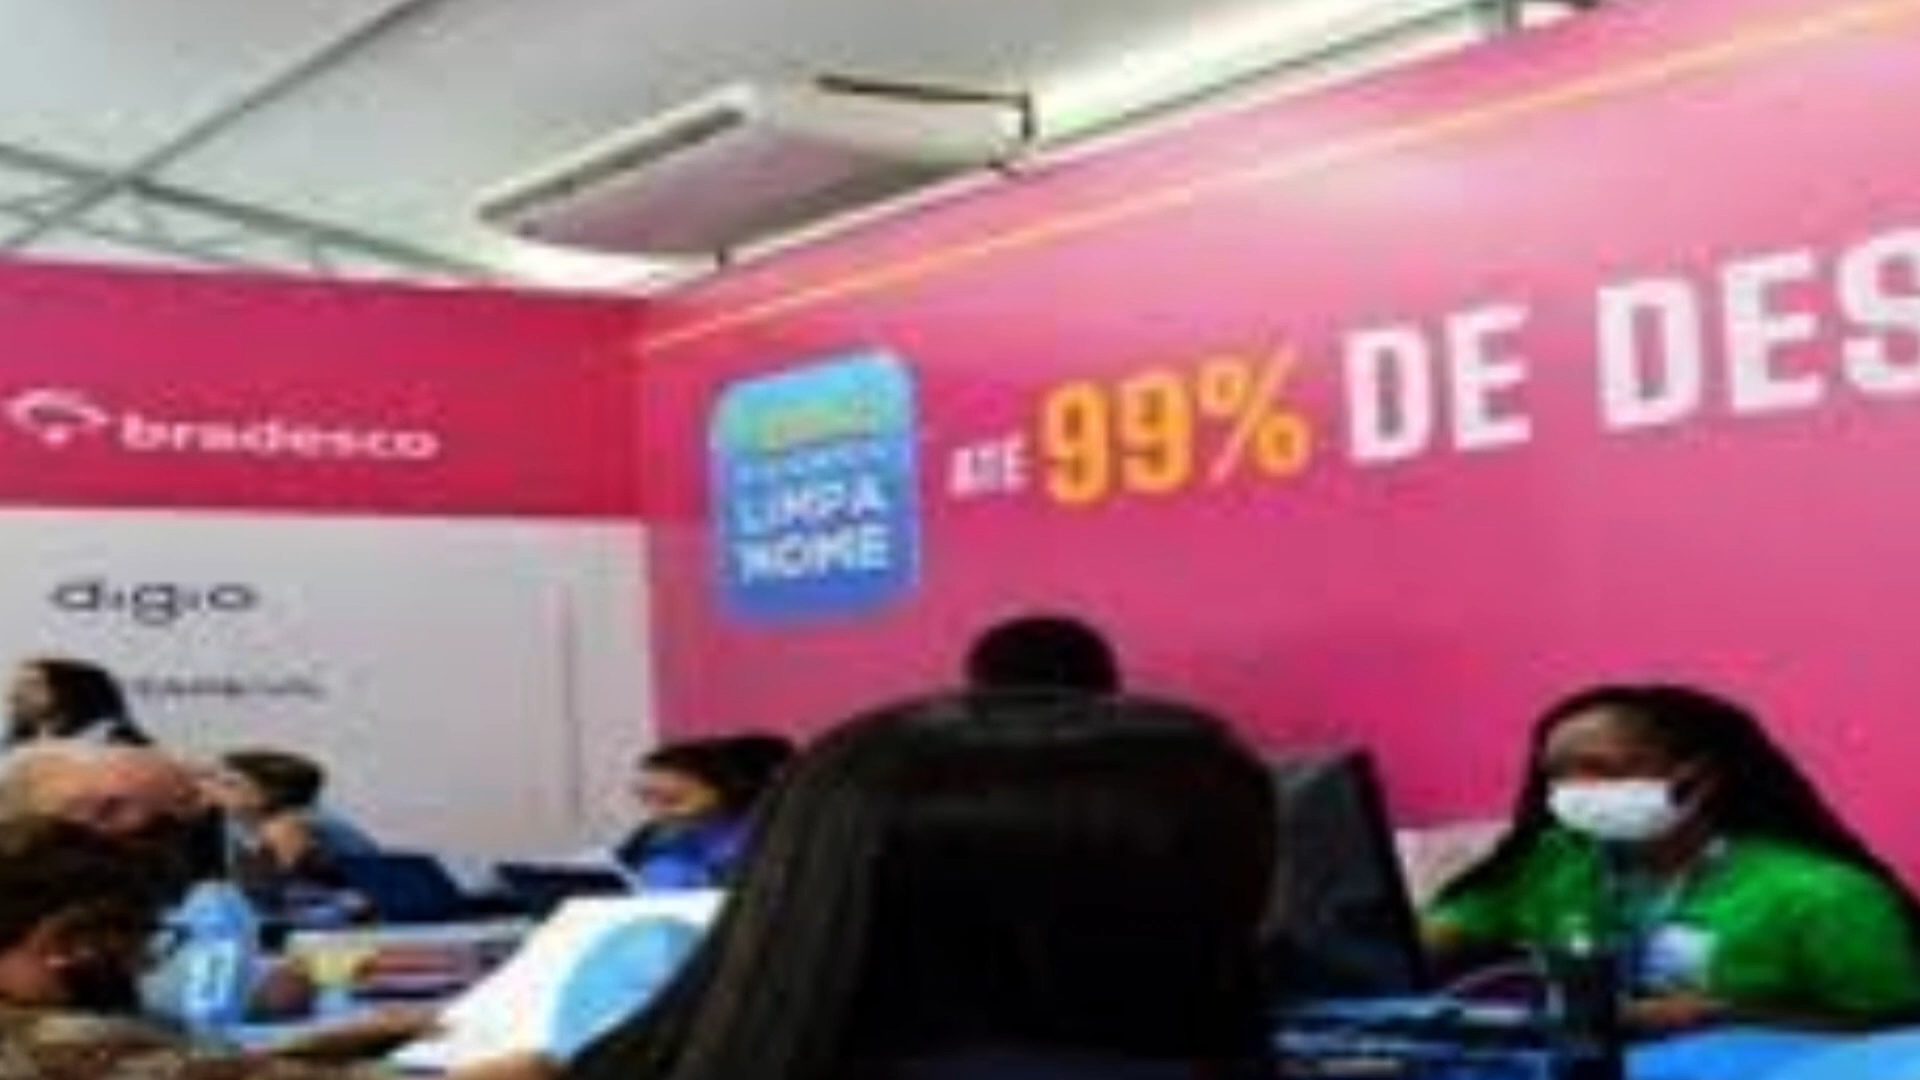 bradesco
digio
LIMPA
NOME
ATÉ 99% DE DES